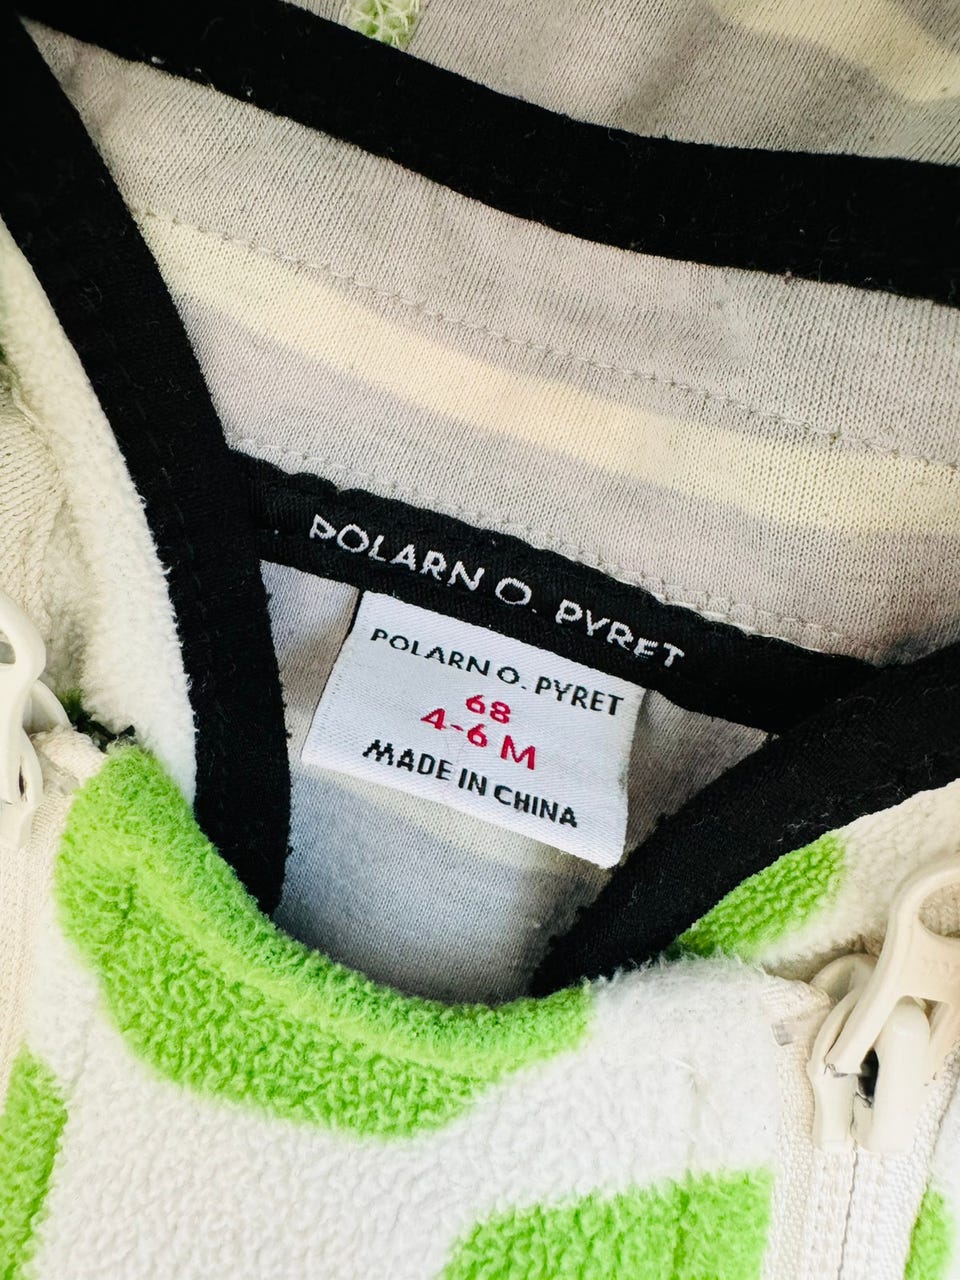 POLARN O. PYRET
POLARN O. PYRET
68
4-6 M
MADE IN CHINA